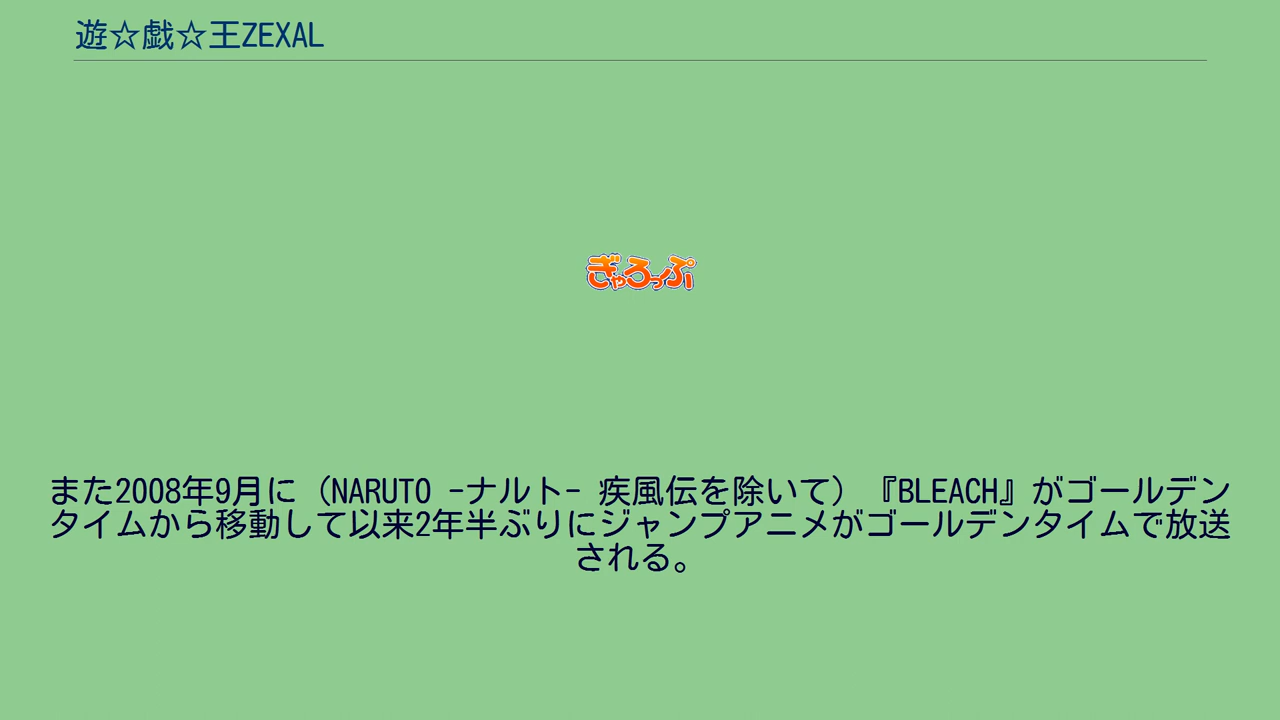 遊☆戯☆王ZEXAL
ぎゃろっぷ
また2008年9月に（NARUTO -ナルト- 疾風伝を除いて）『BLEACH』がゴールデン
タイムから移動して以来2年半ぶりにジャンプアニメがゴールデンタイムで放送
される。